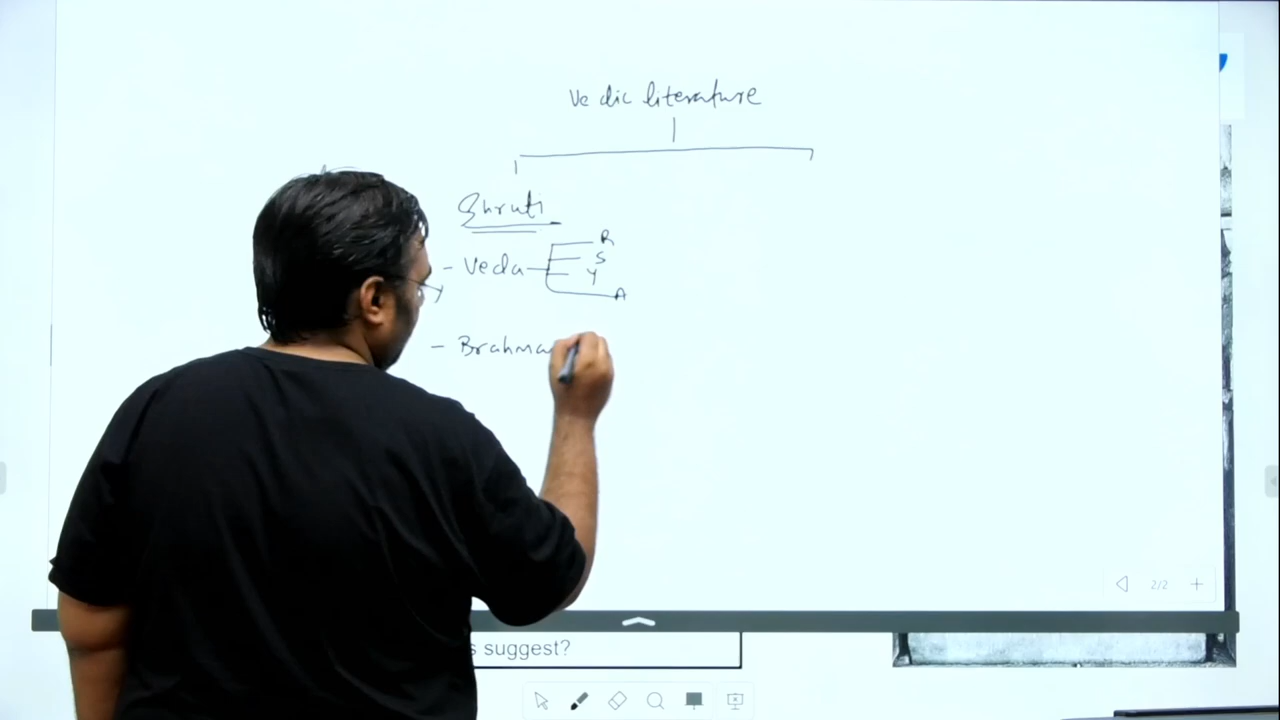 Vedic literature
Shruti
- Veda
R
S
Y
A
- Brahma
2/2
s suggest?